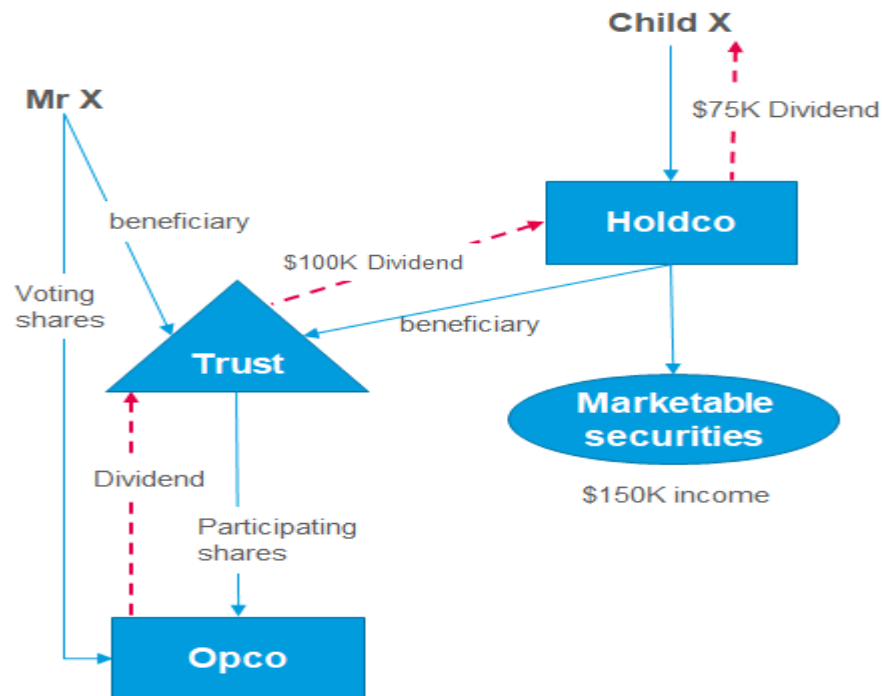 Child X
Mr X
$75K Dividend
Holdco
beneficiary
$100K Dividend
Voting
shares
beneficiary
Trust
Marketable
securities
Dividend
$150K income
Participating
shares
Opco